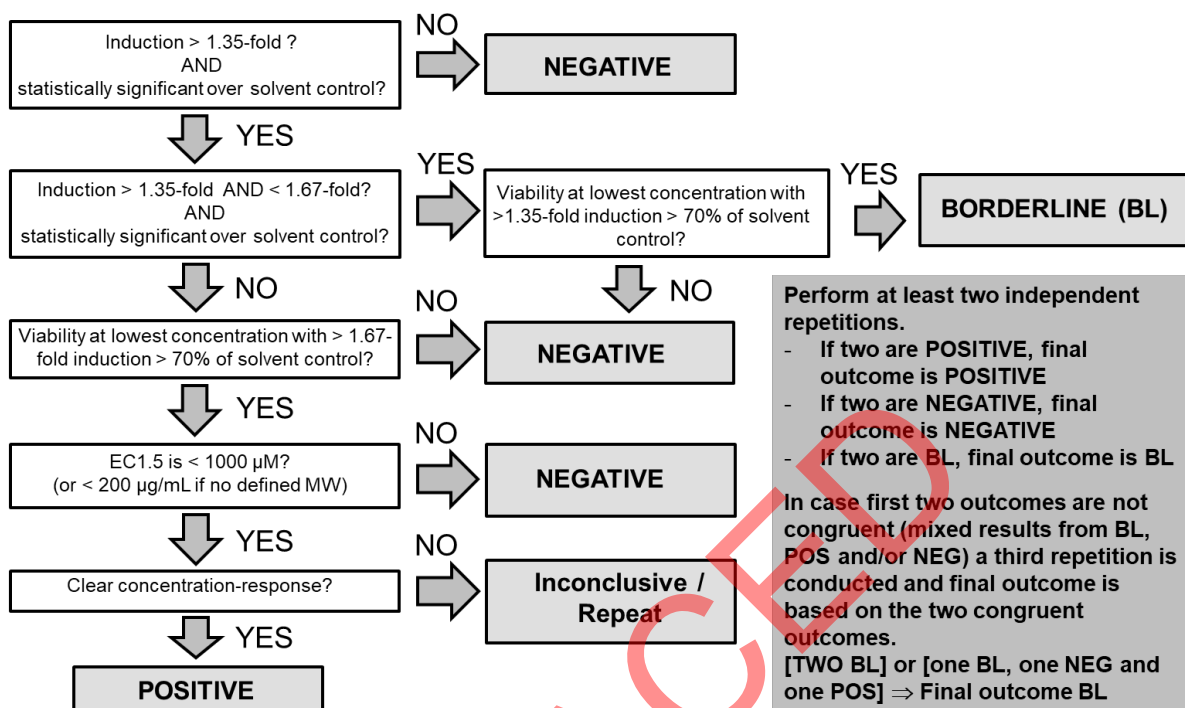 Induction > 1.35-fold ?
AND
statistically significant over solvent control?
NO
NEGATIVE
YES
Induction > 1.35-fold AND < 1.67-fold?
AND
statistically significant over solvent control?
YES
Viability at lowest concentration with
>1.35-fold induction > 70% of solvent
control?
YES
BORDERLINE (BL)
NO
NO
Viability at lowest concentration with > 1.67-
fold induction > 70% of solvent control?
NO
NEGATIVE
YES
EC1.5 is < 1000 µM?
(or < 200 µg/mL if no defined MW)
NO
NEGATIVE
YES
Clear concentration-response?
NO
Inconclusive /
Repeat
YES
POSITIVE
Perform at least two independent
repetitions.
- If two are POSITIVE, final
outcome is POSITIVE
- If two are NEGATIVE, final
outcome is NEGATIVE
- If two are BL, final outcome is BL
In case first two outcomes are not
congruent (mixed results from BL,
POS and/or NEG) a third repetition is
conducted and final outcome is
based on the two congruent
outcomes.
[TWO BL] or [one BL, one NEG and
one POS] ⇒ Final outcome BL
CED